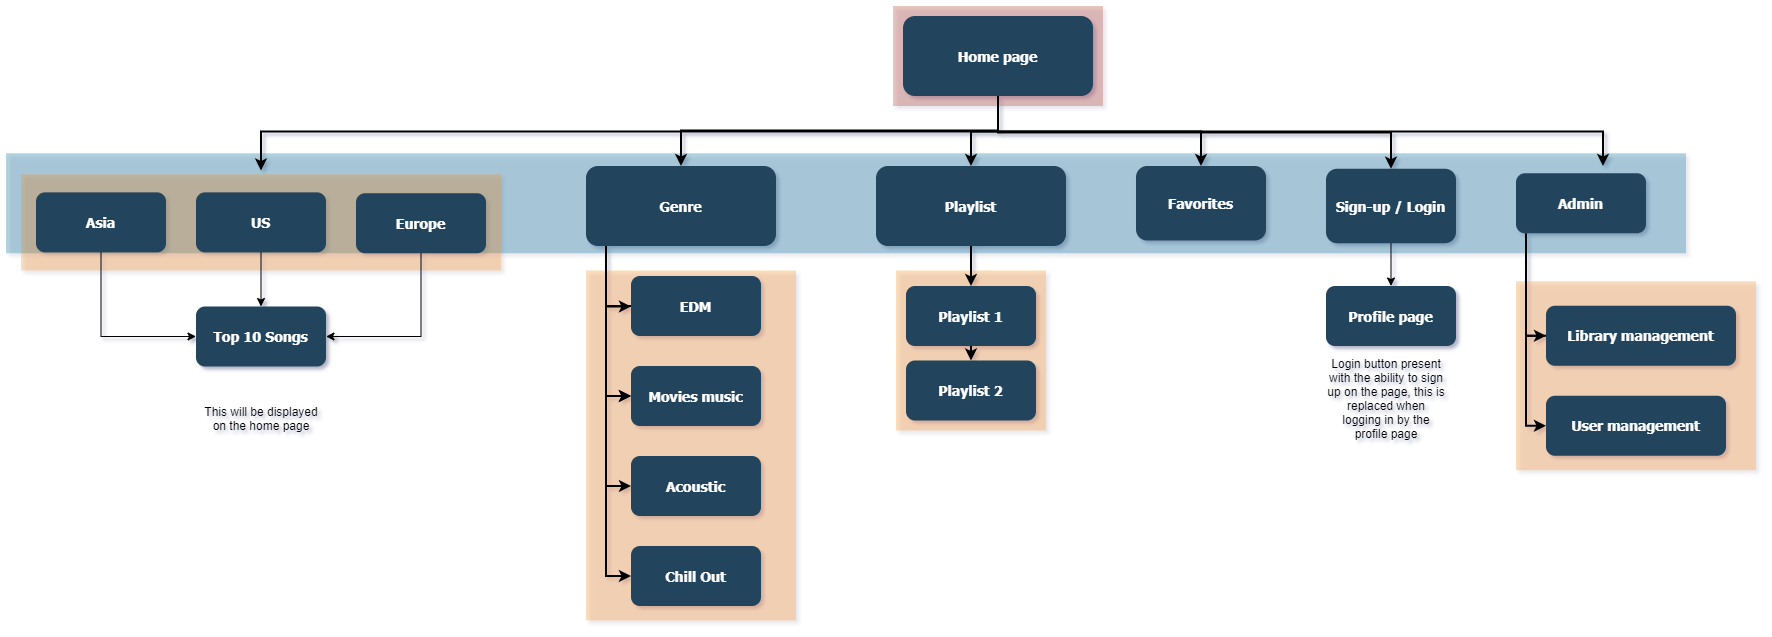 Home page
Asia
US
Europe
Genre
Playlist
Favorites
Sign-up / Login
Admin
Top 10 Songs
This will be displayed
on the home page
EDM
Movies music
Acoustic
Chill Out
Playlist 1
Playlist 2
Profile page
Login button present
with the ability to sign
up on the page, this is
replaced when
logging in by the
profile page
Library management
User management